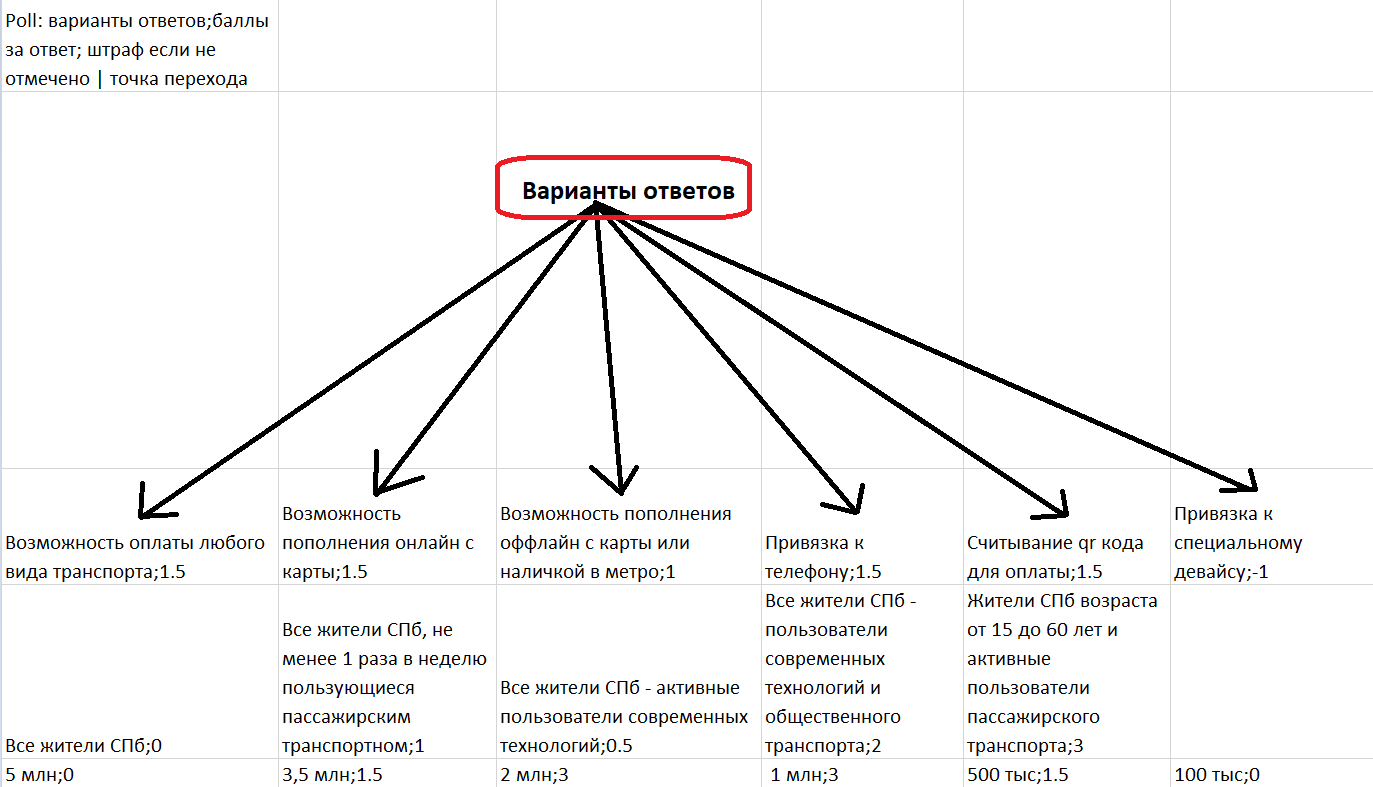 Poll: варианты ответов;баллы
за ответ; штраф если не
отмечено | точка перехода
Варианты ответов
Возможность оплаты любого
вида транспорта;1.5
Возможность
пополнения онлайн с
карты;1.5
Возможность пополнения
оффлайн с карты или
наличкой в метро;1
Привязка к
телефону;1.5
Считывание qr кода
для оплаты;1.5
Привязка к
специальному
девайсу;-1
Все жители СПб;0
Все жители СПб, не
менее 1 раза в неделю
пользующиеся
пассажирским
транспортном;1
Все жители СПб - активные
пользователи современных
технологий;0.5
Все жители СПб -
пользователи
современных
технологий и
общественного
транспорта;2
Жители СПб возраста
от 15 до 60 лет и
активные
пользователи
пассажирского
транспорта;3
5 млн;0
3,5 млн;1.5
2 млн;3
1 млн;3
500 тыс;1.5
100 тыс;0